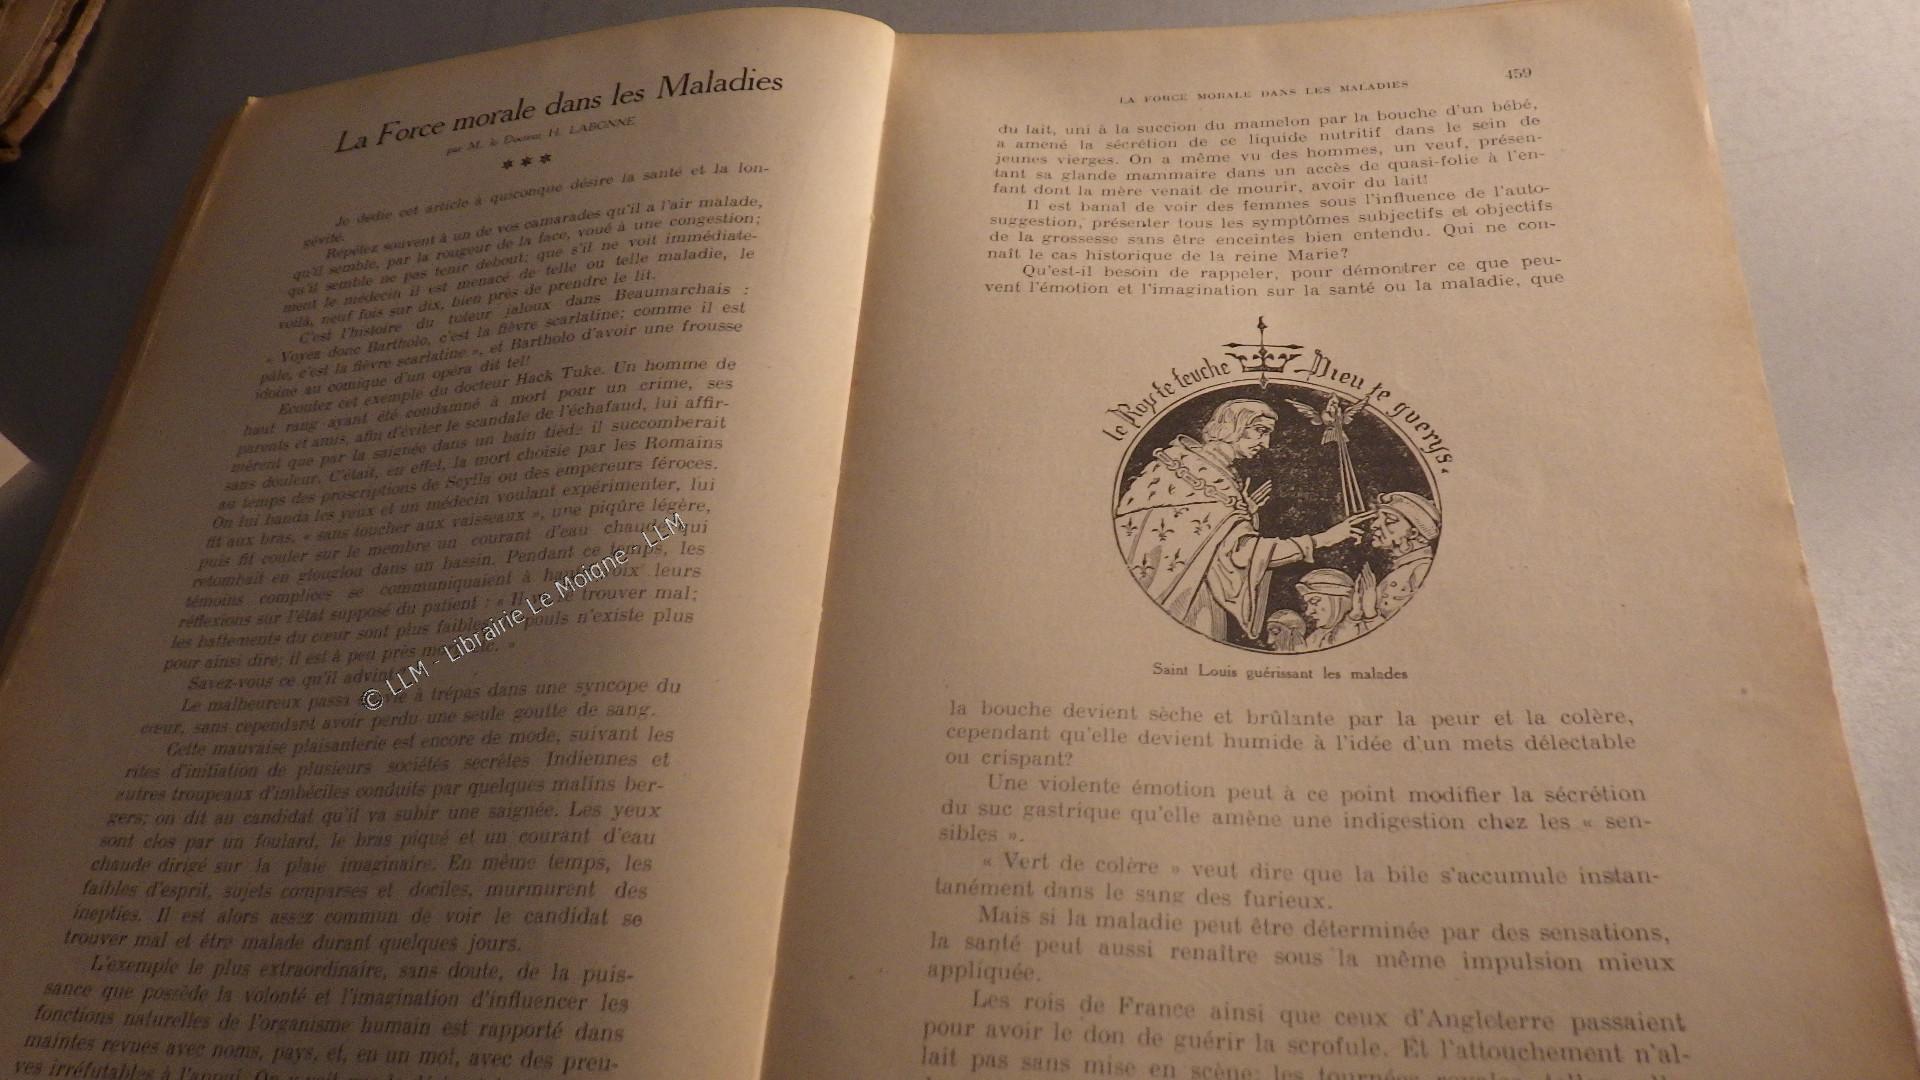 La Force morale dans les Maladies
par M. le Docteur H. LABONNE
***
Je dédie cet article à quiconque désire la santé et la lon-
gévité.
Répétez souvent à un de vos camarades qu'il a l'air malade,
qu'il semble, par la rougeur de la face, voué à une congestion;
qu'il semble ne pas tenir debout; que s'il ne voit immédiate-
ment le médecin il est menacé de telle ou telle maladie, le
voilà, neuf fois sur dix, bien près de prendre le lit.
C'est l'histoire du tuteur jaloux dans Beaumarchais :
« Voyez donc Bartholo, c'est la fièvre scarlatine; comme il est
pâle, c'est la fièvre scarlatine », et Bartholo d'avoir une frousse
idoine au comique d'un opéra dit tel!
Ecoutez cet exemple du docteur Hack Tuke. Un homme de
haut rang ayant été condamné à mort pour un crime, ses
parents et amis, afin d'éviter le scandale de l'échafaud, lui affir-
mèrent que par la saignée dans un bain tiède il succomberait
sans douleur. C'était, en effet, la mort choisie par les Romains
au temps des proscriptions de Scylla ou des empereurs féroces.
On lui banda les yeux et un médecin voulant expérimenter, lui
fit aux bras, « sans toucher aux vaisseaux », une piqûre légère,
puis fit couler sur le membre un courant d'eau chaude qui
retombait en glouglou dans un bassin. Pendant ce temps, les
témoins complices se communiquaient à haute voix leurs
réflexions sur l'état supposé du patient : « Il va se trouver mal;
les battements du cœur sont plus faibles; pouls n'existe plus
pour ainsi dire; il est à peu près »
Savez-vous ce qu'il advint
Le malheureux passa à trépas dans une syncope du
cœur, sans cependant avoir perdu une seule goutte de sang.
Cette mauvaise plaisanterie est encore de mode, suivant les
rites d'initiation de plusieurs sociétés secrètes Indiennes et
autres troupeaux d'imbéciles conduits par quelques malins ber-
gers; on dit au candidat qu'il va subir une saignée. Les yeux
sont clos par un foulard, le bras piqué et un courant d'eau
chaude dirigé sur la plaie imaginaire. En même temps, les
faibles d'esprit, sujets comparses et dociles, murmurent des
inepties. Il est alors assez commun de voir le candidat se
trouver mal et être malade durant quelques jours.
L'exemple le plus extraordinaire, sans doute, de la puis-
sance que possède la volonté et l'imagination d'influencer les
fonctions naturelles de l'organisme humain est rapporté dans
maintes revues avec noms, pays, et, en un mot, avec des preu-
ves irréfutables à l'appui. On
© LLM - Librairie Le Moigne - LLM
LA FORCE MORALE DANS LES MALADIES
459
du lait, uni à la succion du mamelon par la bouche d'un bébé,
a amené la sécrétion de ce liquide nutritif dans le sein de
jeunes vierges. On a même vu des hommes, un veuf, présen-
tant sa glande mammaire dans un accès de quasi-folie à l'en-
fant dont la mère venait de mourir, avoir du lait!
Il est banal de voir des femmes sous l'influence de l'auto-
suggestion, présenter tous les symptômes subjectifs et objectifs
de la grossesse sans être enceintes bien entendu. Qui ne con-
naît le cas historique de la reine Marie?
Qu'est-il besoin de rappeler, pour démontrer ce que peu-
vent l'émotion et l'imagination sur la santé ou la maladie, que
le Roy te teuche Dieu te guerys.
Saint Louis guérissant les malades
la bouche devient sèche et brûlante par la peur et la colère,
cependant qu'elle devient humide à l'idée d'un mets délectable
ou crispant?
Une violente émotion peut à ce point modifier la sécrétion
du suc gastrique qu'elle amène une indigestion chez les « sen-
sibles ».
« Vert de colère » veut dire que la bile s'accumule instan-
tanément dans le sang des furieux.
Mais si la maladie peut être déterminée par des sensations,
la santé peut aussi renaître sous la même impulsion mieux
appliquée.
Les rois de France ainsi que ceux d'Angleterre passaient
pour avoir le don de guérir la scrofule. Et l'attouchement n'al-
lait pas sans mise en scène; les tournées royales